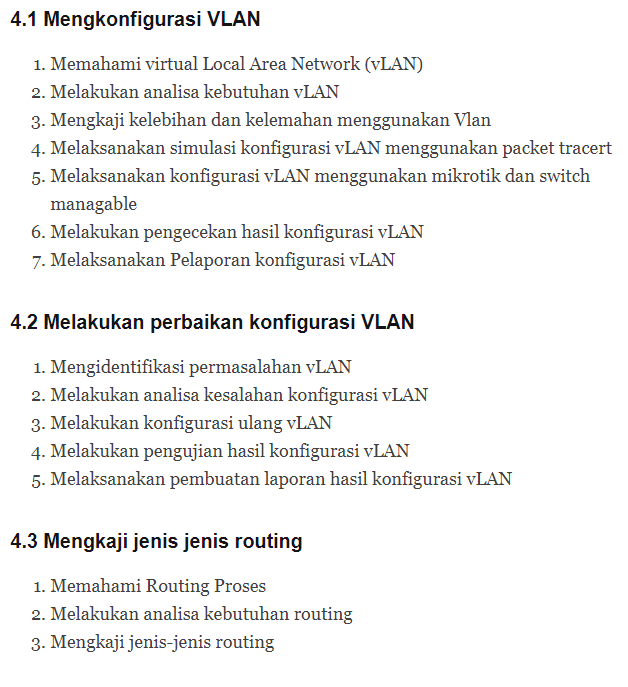 4.1 Mengkonfigurasi VLAN
1. Memahami virtual Local Area Network (vLAN)
2. Melakukan analisa kebutuhan vLAN
3. Mengkaji kelebihan dan kelemahan menggunakan Vlan
4. Melaksanakan simulasi konfigurasi vLAN menggunakan packet tracert
5. Melaksanakan konfigurasi vLAN menggunakan mikrotik dan switch
managable
6. Melakukan pengecekan hasil konfigurasi vLAN
7. Melaksanakan Pelaporan konfigurasi vLAN
4.2 Melakukan perbaikan konfigurasi VLAN
1. Mengidentifikasi permasalahan vLAN
2. Melakukan analisa kesalahan konfigurasi vLAN
3. Melakukan konfigurasi ulang vLAN
4. Melakukan pengujian hasil konfigurasi vLAN
5. Melaksanakan pembuatan laporan hasil konfigurasi vLAN
4.3 Mengkaji jenis jenis routing
1. Memahami Routing Proses
2. Melakukan analisa kebutuhan routing
3. Mengkaji jenis-jenis routing